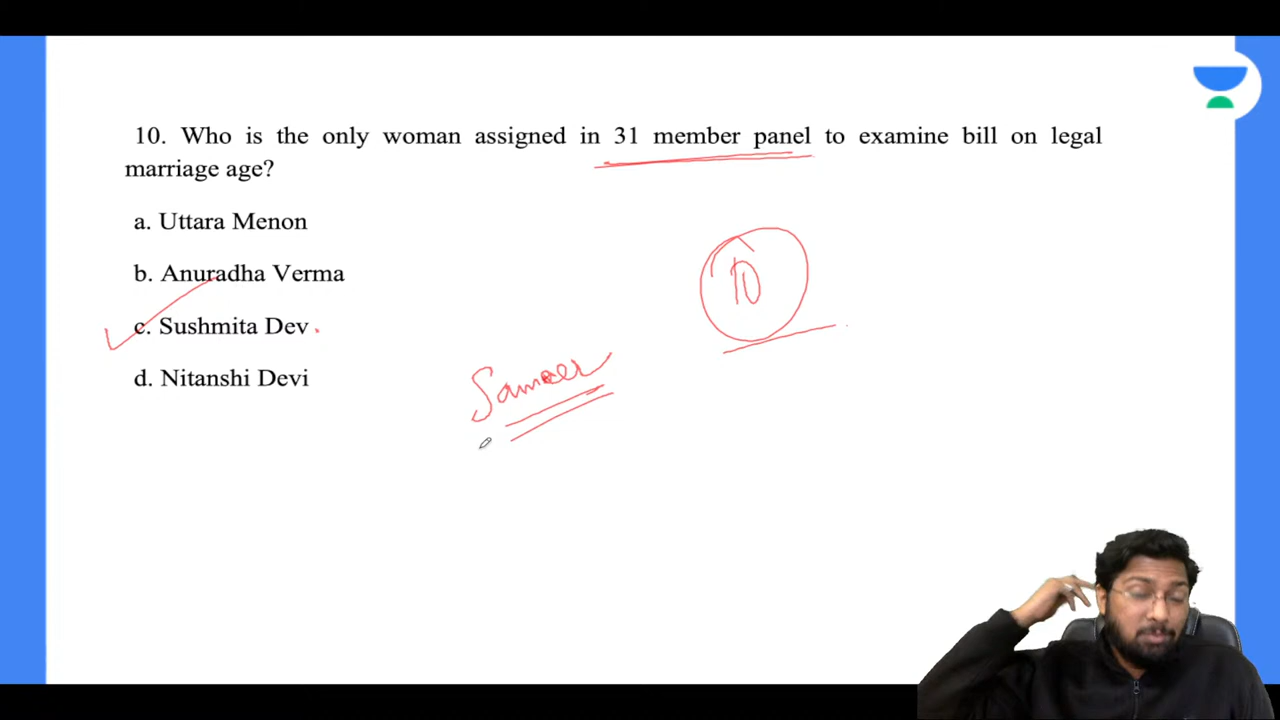 10. Who is the only woman assigned in 31 member panel to examine bill on legal
marriage age?
a. Uttara Menon
b. Anuradha Verma
c. Sushmita Dev
d. Nitanshi Devi
10
Sameer